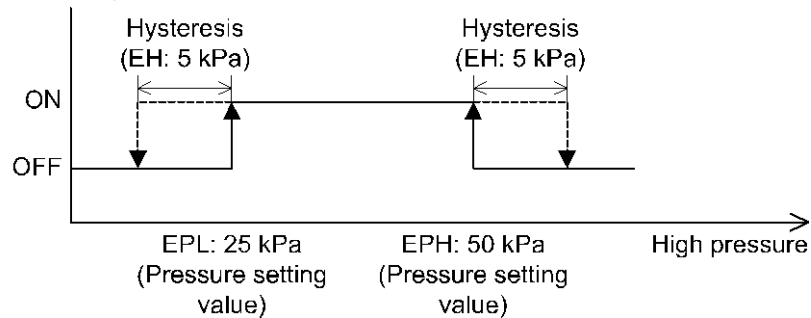 Hysteresis
(EH: 5 kPa)
Hysteresis
(EH: 5 kPa)
ON
OFF
EPL: 25 kPa
(Pressure setting
value)
EPH: 50 kPa
(Pressure setting
value)
High pressure